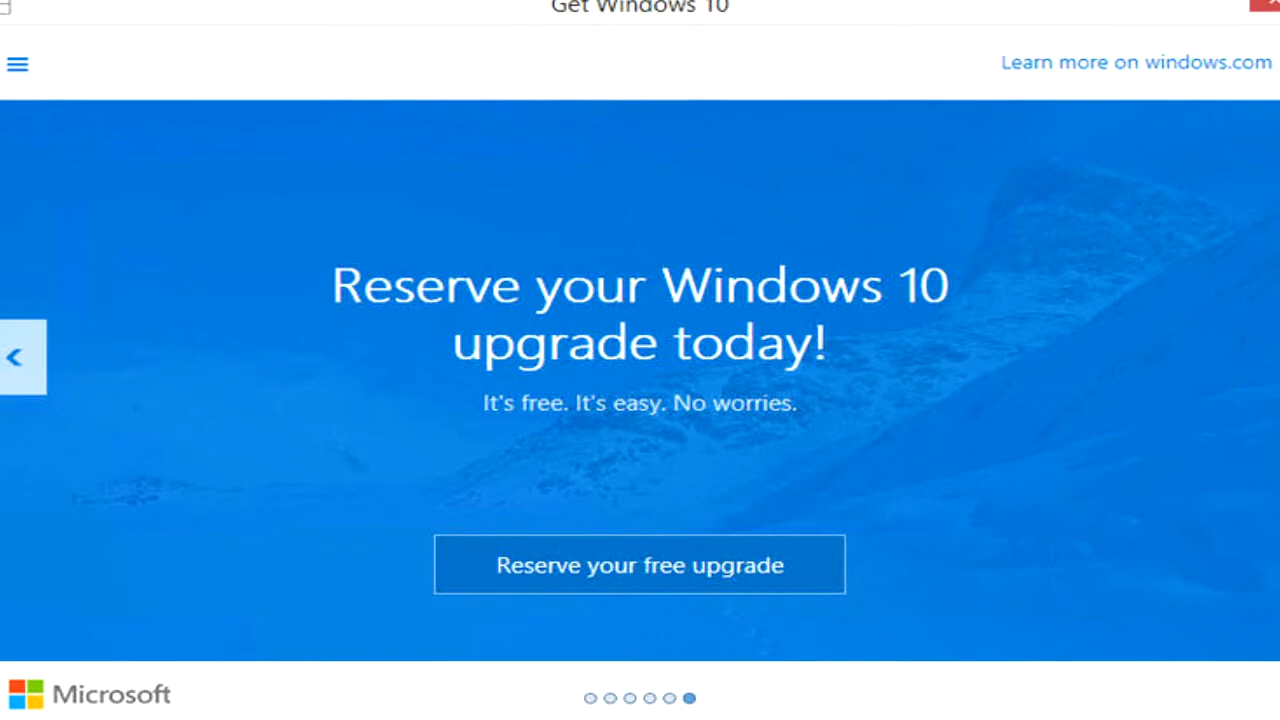 Get Windows 10
Learn more on windows.com
Reserve your Windows 10
upgrade today!
It's free. It's easy. No worries.
Reserve your free upgrade
Microsoft